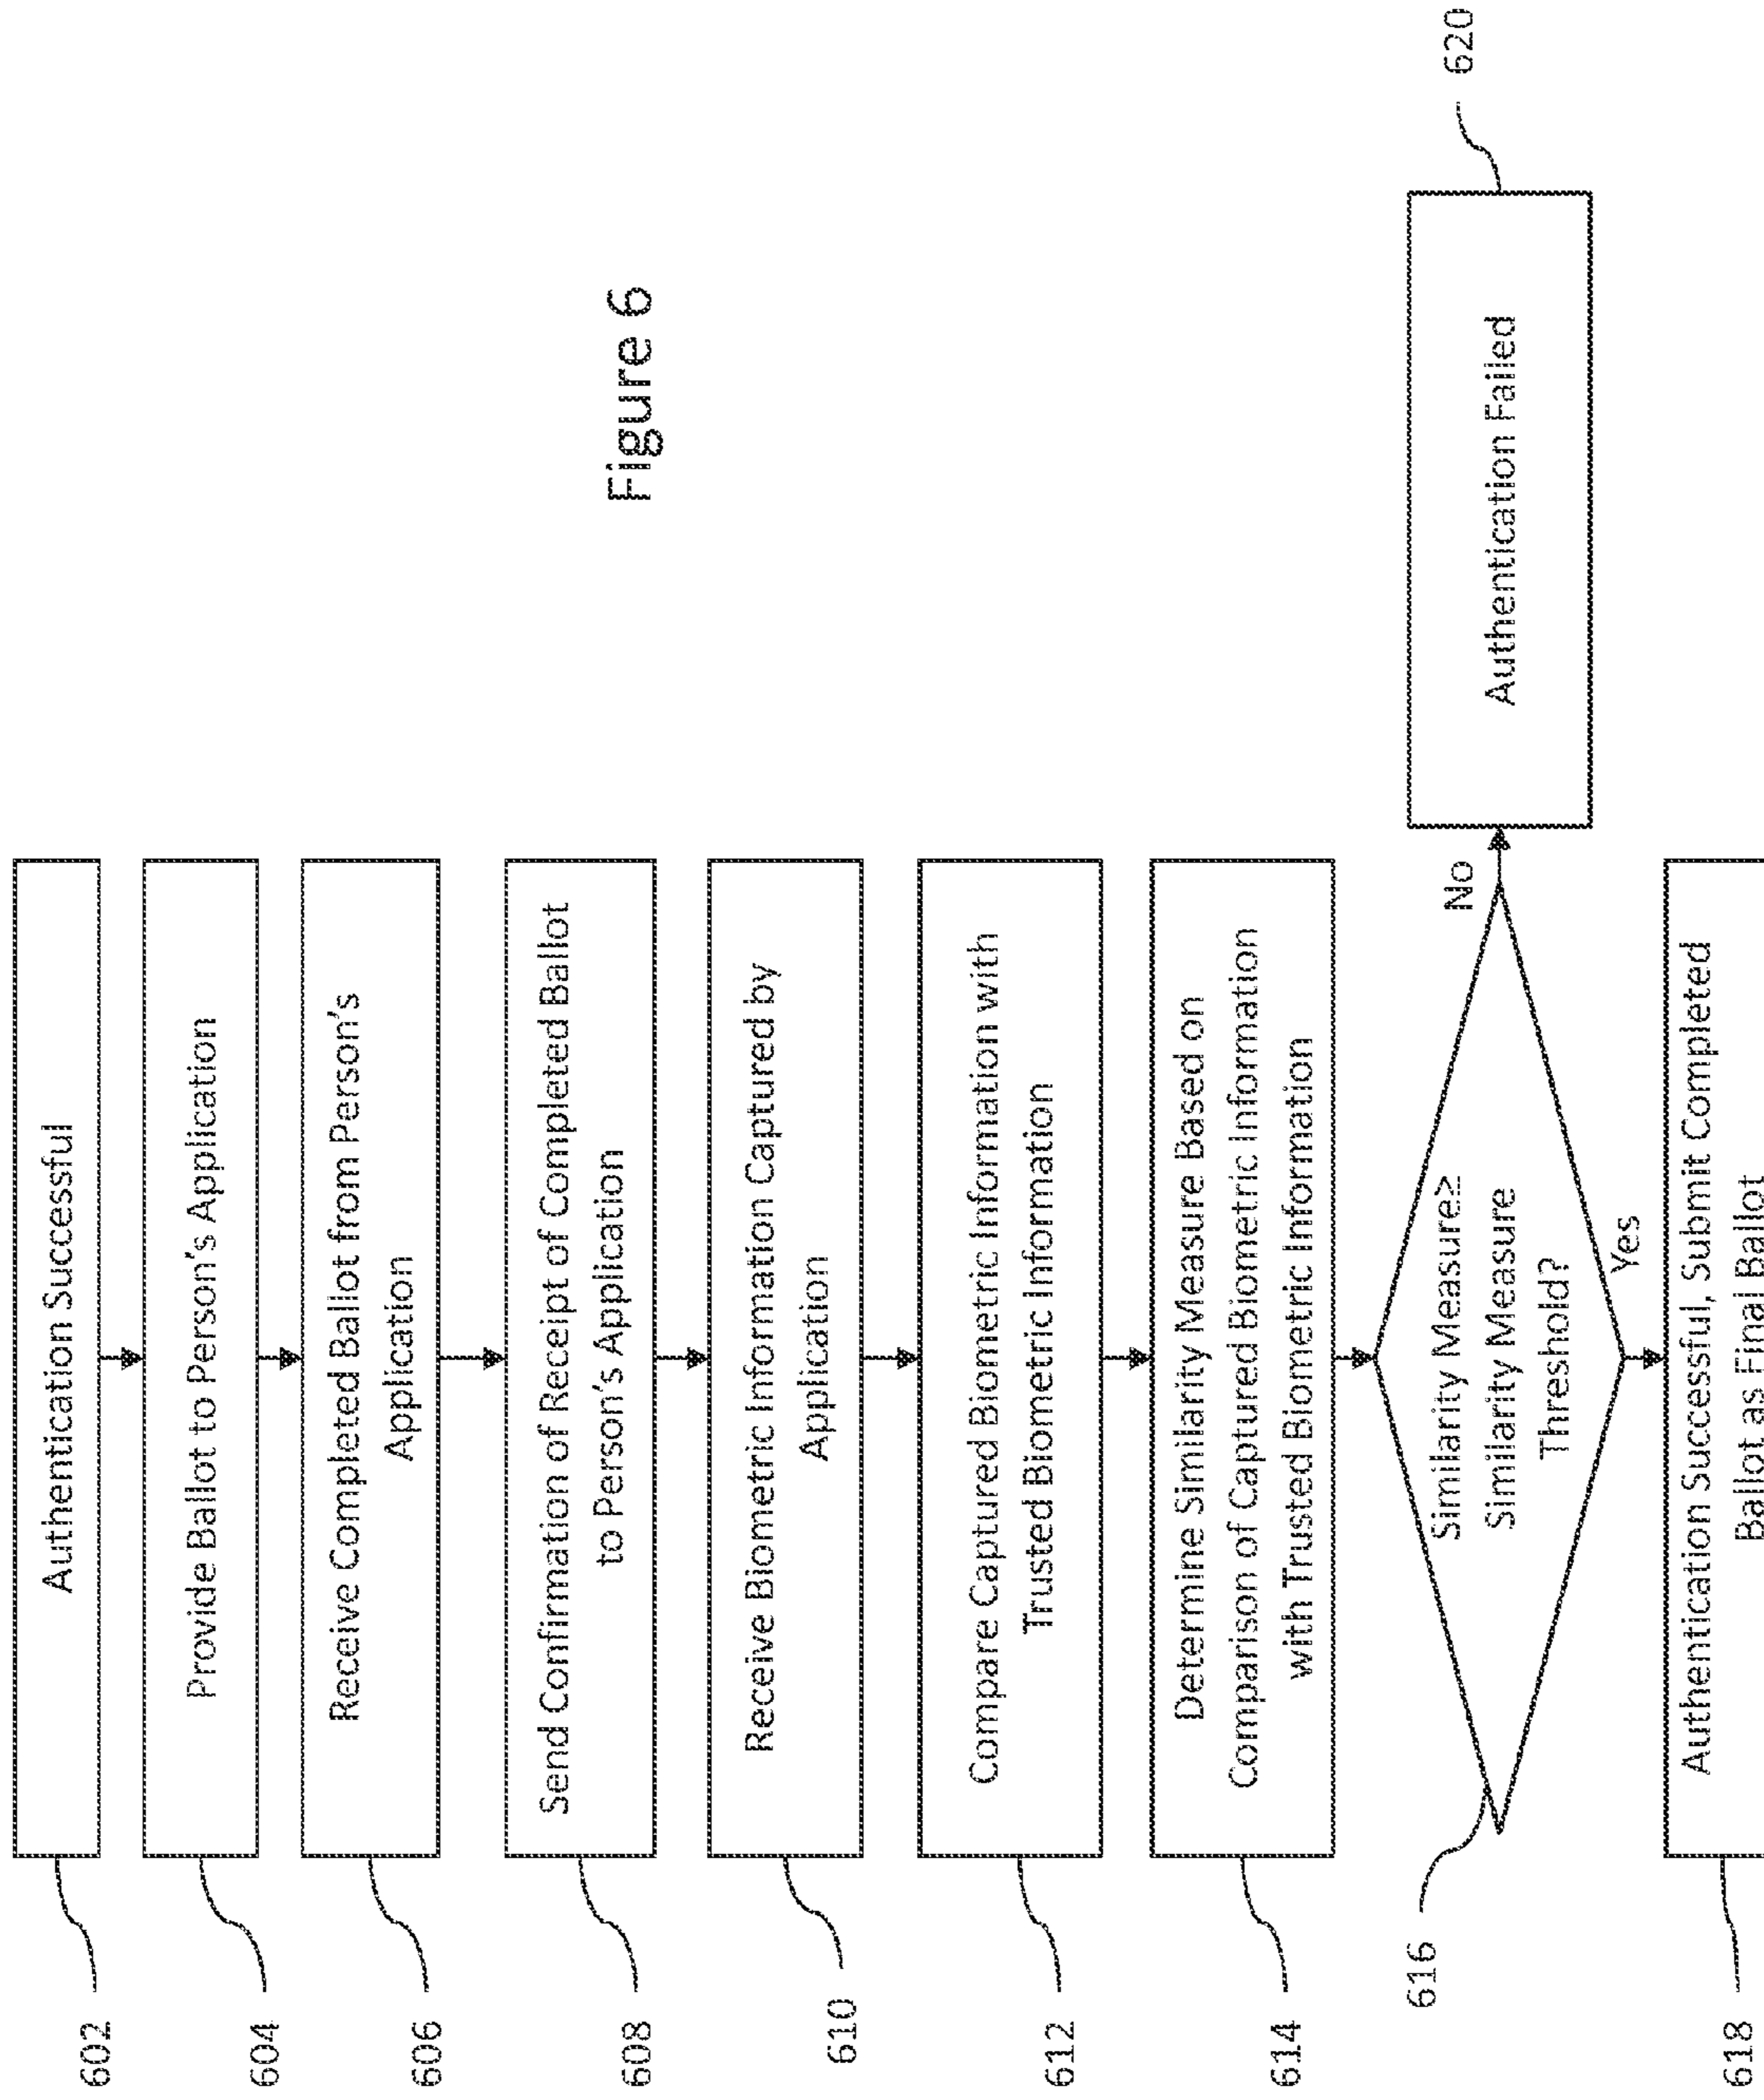 602
Authentication Successful
604
Provide Ballot to Person's Application
606
Receive Completed Ballot from Person's
Application
608
Send Confirmation of Receipt of Completed Ballot
to Person's Application
610
Receive Biometric Information Captured by
Application
612
Compare Captured Biometric Information with
Trusted Biometric Information
614
Determine Similarity Measure Based on
Comparison of Captured Biometric Information
with Trusted Biometric Information
616
Similarity Measure≥
Similarity Measure
Threshold?
No
Authentication Failed
620
Yes
618
Authentication Successful, Submit Completed
Ballot as Final Ballot
Figure 6